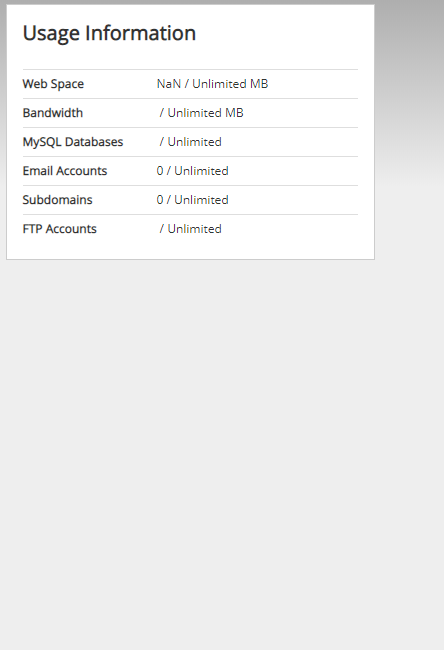 Usage Information
Web Space NaN / Unlimited MB
Bandwidth / Unlimited MB
MySQL Databases / Unlimited
Email Accounts 0 / Unlimited
Subdomains 0 / Unlimited
FTP Accounts / Unlimited